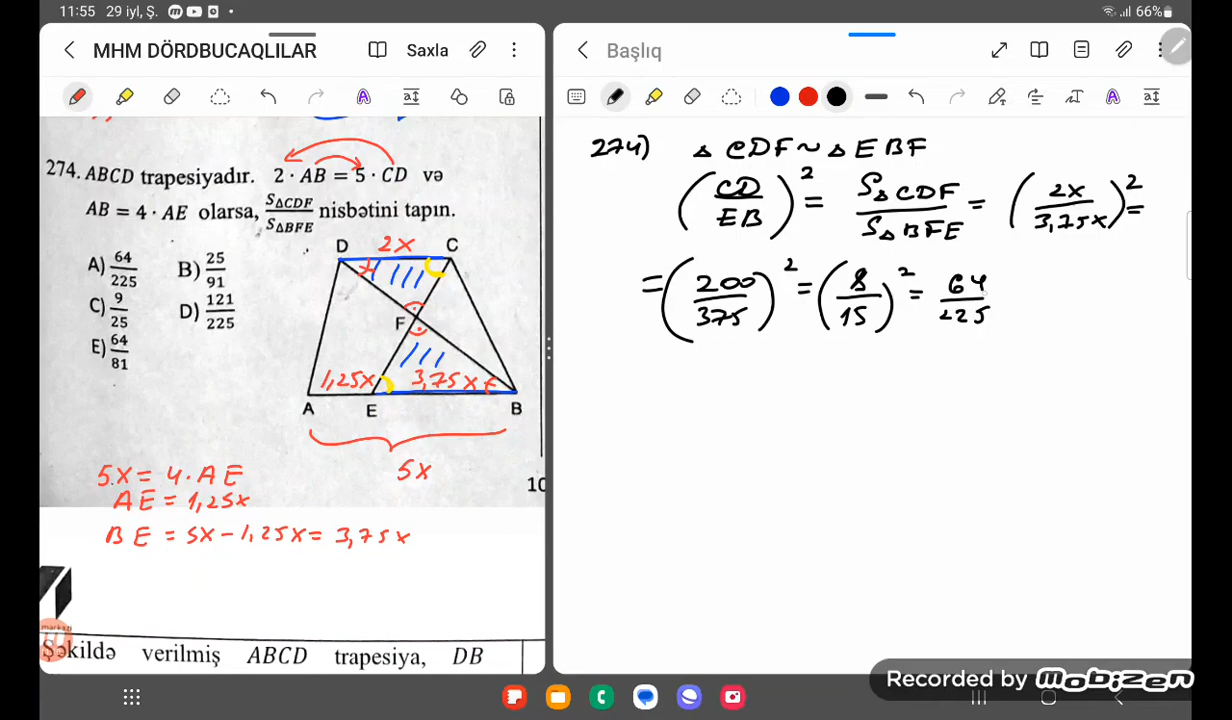 11:55 29 iyl, Ş. 66%
MHM DÖRDBUCAQLILAR Saxla
274. ABCD trapesiyadır. 2 · AB = 5 · CD və
AB = 4 · AE olarsa, S△CDF/S△BFE nisbətini tapın.
A) 64/225 B) 25/91
C) 9/25 D) 121/225
E) 64/81
2x
D C
F
1,25x 3,75x
A E B
5x
10
5x = 4·AE
AE = 1,25x
BE = 5x – 1,25x = 3,75x
Şəkildə verilmiş ABCD trapesiya, DB
Başlıq
274) △CDF ~ △EBF
(CD/EB)² = S△CDF/S△BFE = (2x/3,75x)² =
= (200/375)² = (8/15)² = 64/225
Recorded by mobizen